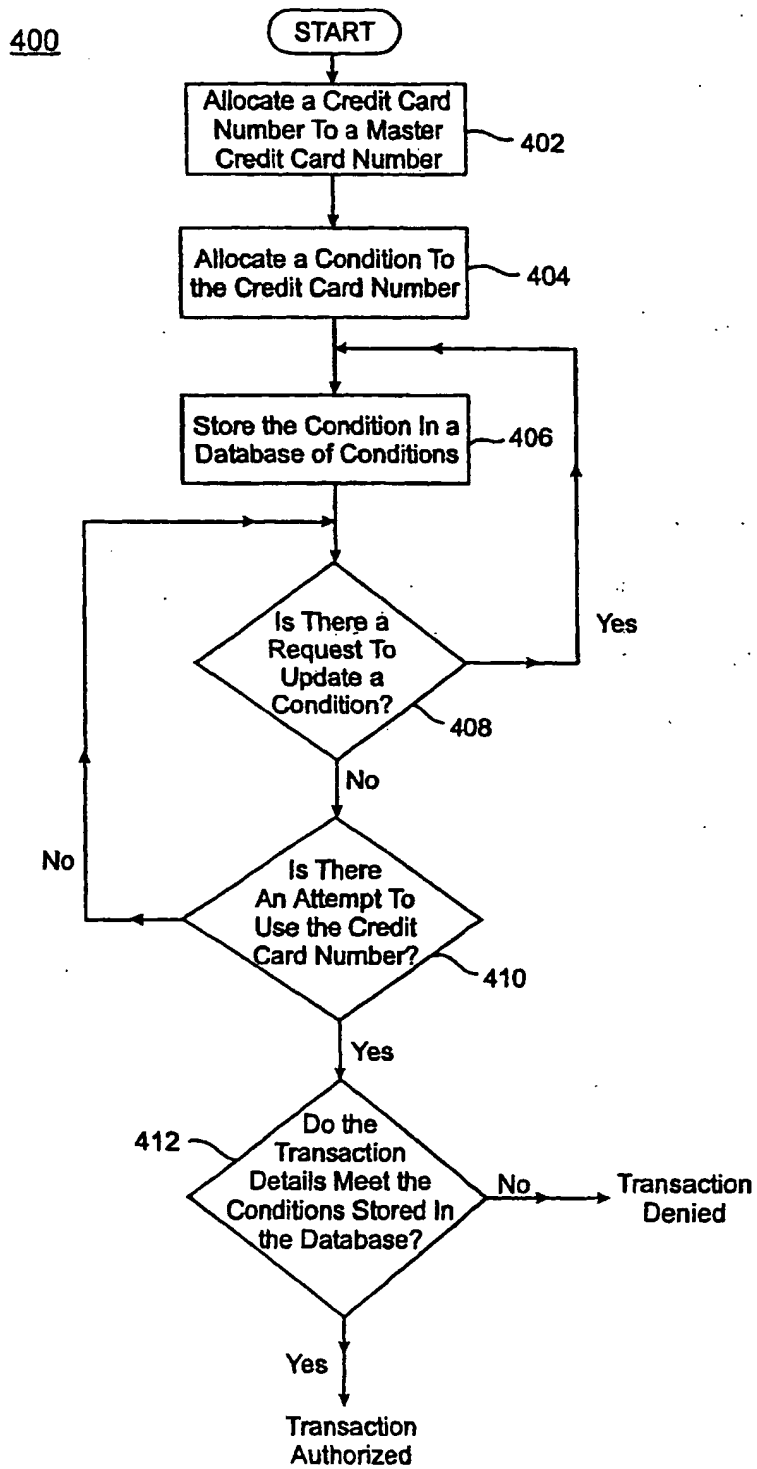 START
400
Allocate a Credit Card
Number To a Master
Credit Card Number
402
Allocate a Condition To
the Credit Card Number
404
Store the Condition In a
Database of Conditions
406
Is There a
Request To
Update a
Condition?
408
Yes
No
Is There
An Attempt To
Use the Credit
Card Number?
410
No
Yes
412
Do the
Transaction
Details Meet the
Conditions Stored In
the Database?
No
Transaction
Denied
Yes
Transaction
Authorized